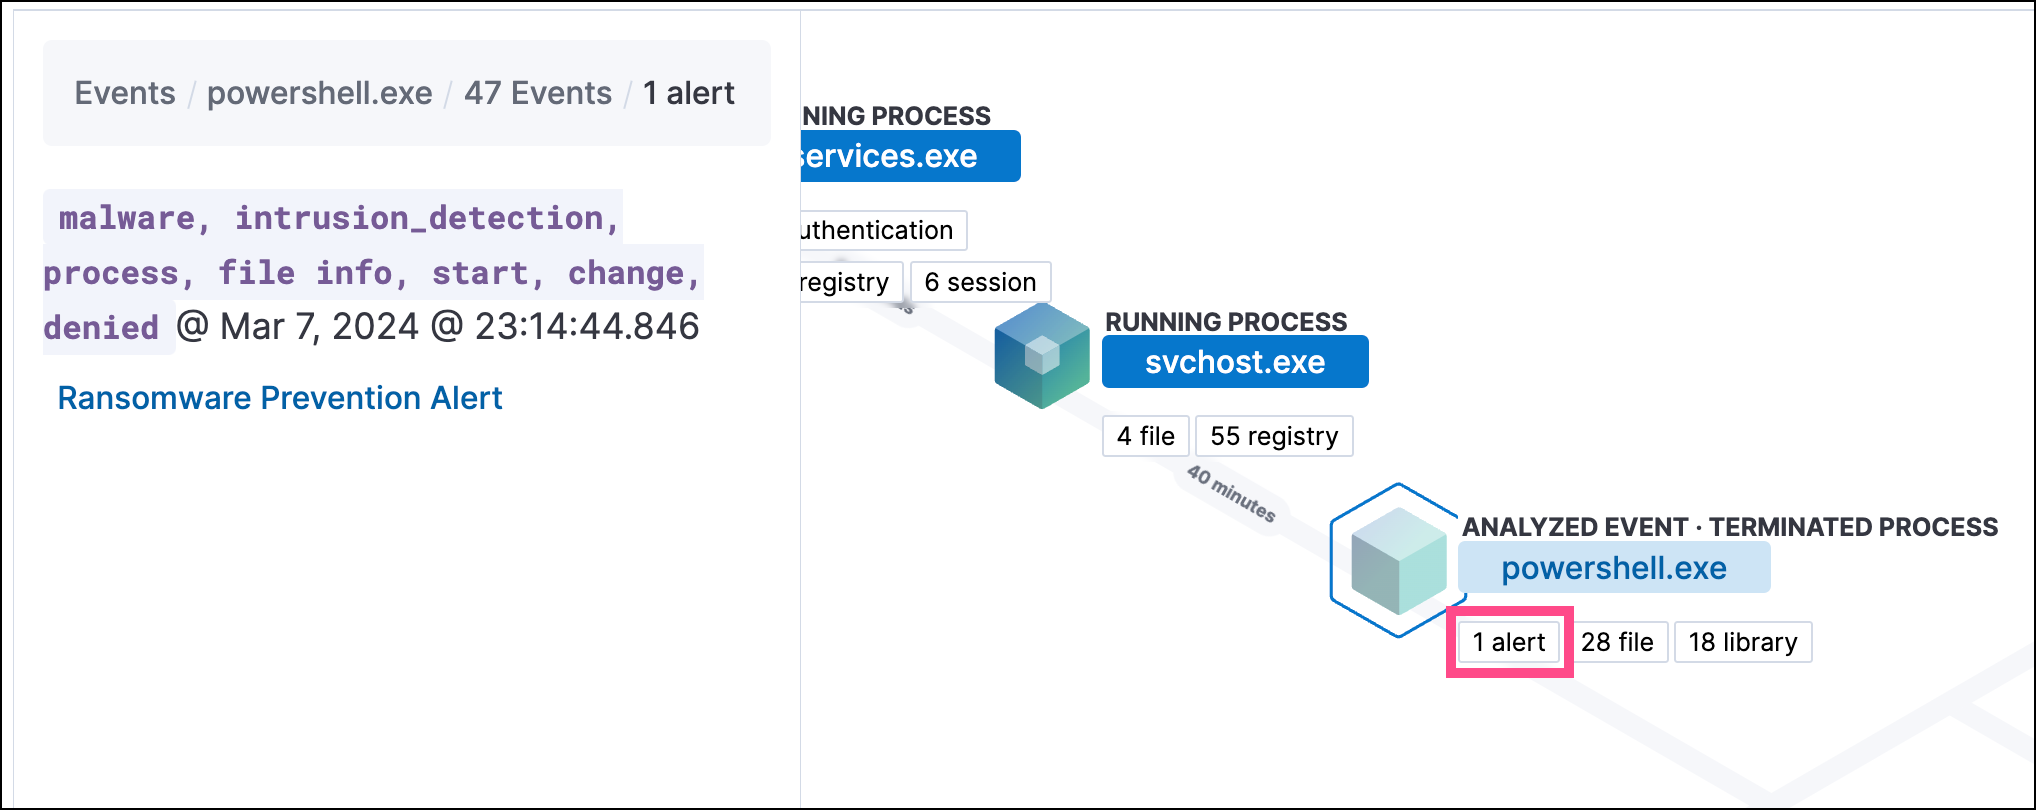 Events / powershell.exe / 47 Events / 1 alert
malware, intrusion_detection,
process, file info, start, change,
denied @ Mar 7, 2024 @ 23:14:44.846
Ransomware Prevention Alert
NING PROCESS
services.exe
uthentication
registry
6 session
RUNNING PROCESS
svchost.exe
4 file
55 registry
40 minutes
ANALYZED EVENT · TERMINATED PROCESS
powershell.exe
1 alert
28 file
18 library